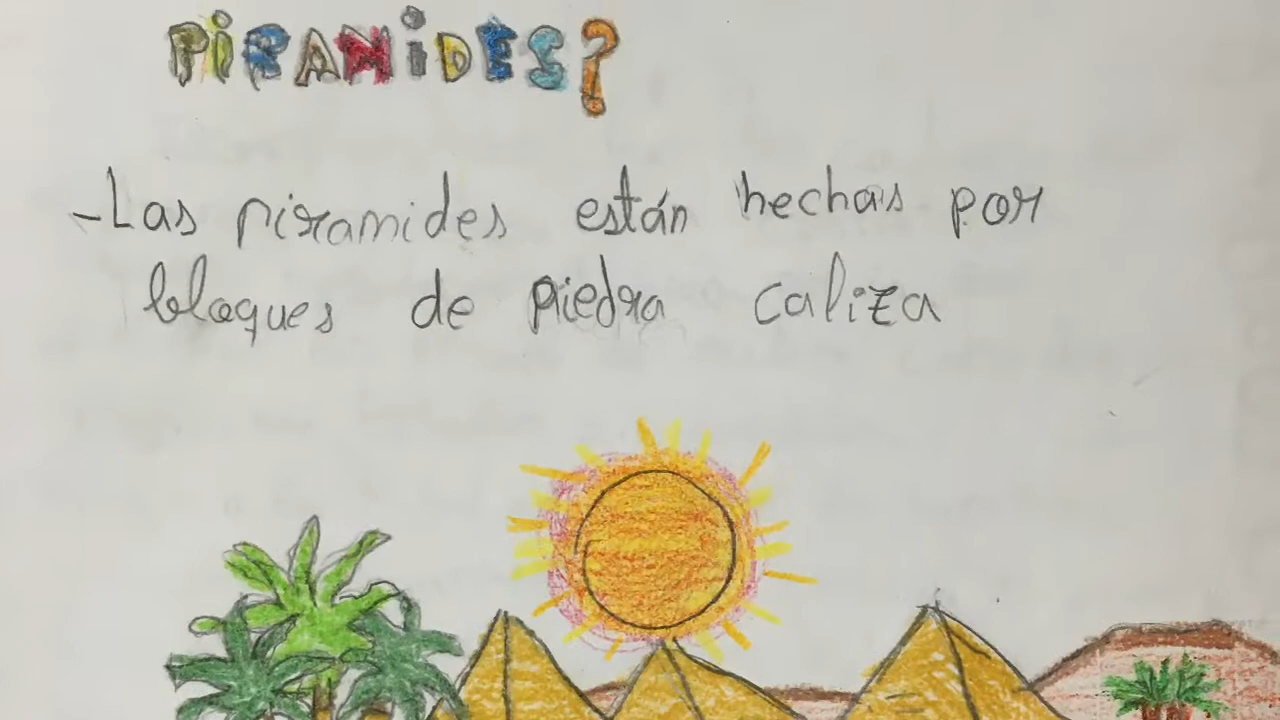 PiRAMiDES?
-Las piramides están hechas por
bloques de piedra caliza